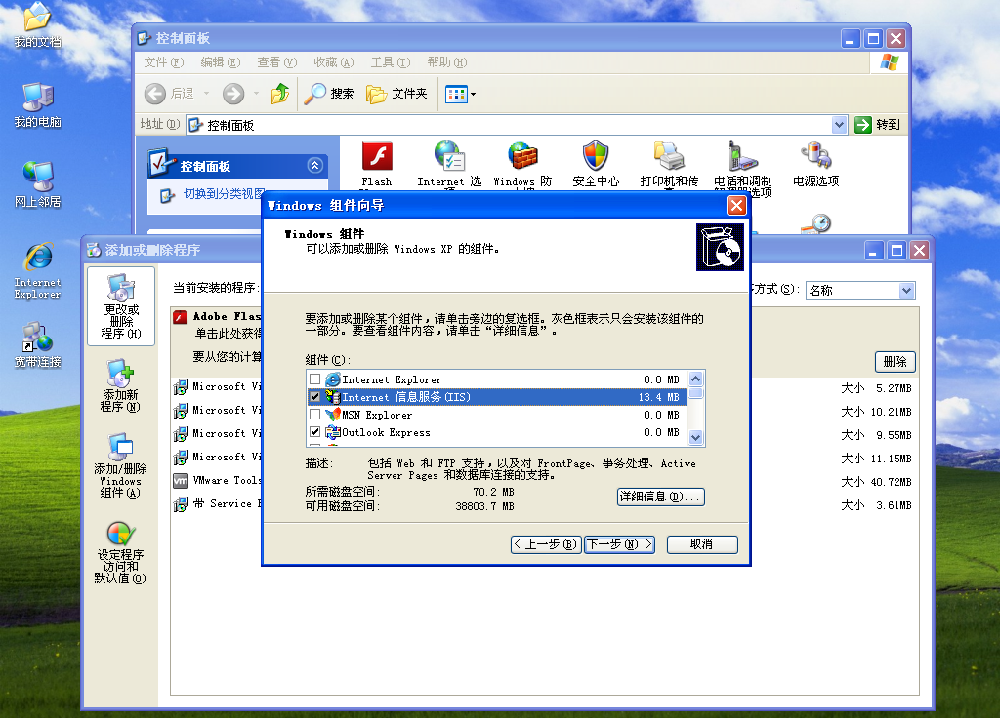 我的文档
我的电脑
网上邻居
Internet
Explorer
宽带连接
控制面板
文件(F) 编辑(E) 查看(V) 收藏(A) 工具(T) 帮助(H)
后退 搜索 文件夹
地址(D) 控制面板 转到
控制面板
切换到分类视图
Flash
Internet 选
Windows 防
安全中心
打印机和传
电话和调制
解调器选项
电源选项
添加或删除程序
更改或
删除
程序(H)
添加新
程序(N)
添加/删除
Windows
组件(A)
设定程序
访问和
默认值(O)
当前安装的程序:
方式(S): 名称
Adobe Flas
单击此处获得
要从您的计算
删除
Microsoft Vi 大小 5.27MB
Microsoft Vi 大小 10.21MB
Microsoft Vi 大小 9.55MB
Microsoft Vi 大小 11.15MB
VMware Tools 大小 40.72MB
带 Service 大小 3.61MB
Windows 组件向导
Windows 组件
可以添加或删除 Windows XP 的组件。
要添加或删除某个组件，请单击旁边的复选框。灰色框表示只会安装该组件的
一部分。要查看组件内容，请单击“详细信息”。
组件(C):
Internet Explorer 0.0 MB
Internet 信息服务(IIS) 13.4 MB
MSN Explorer 0.0 MB
Outlook Express 0.0 MB
描述: 包括 Web 和 FTP 支持，以及对 FrontPage、事务处理、Active
Server Pages 和数据库连接的支持。
所需磁盘空间: 70.2 MB
可用磁盘空间: 38803.7 MB
详细信息(D)...
< 上一步(B) 下一步(N) > 取消